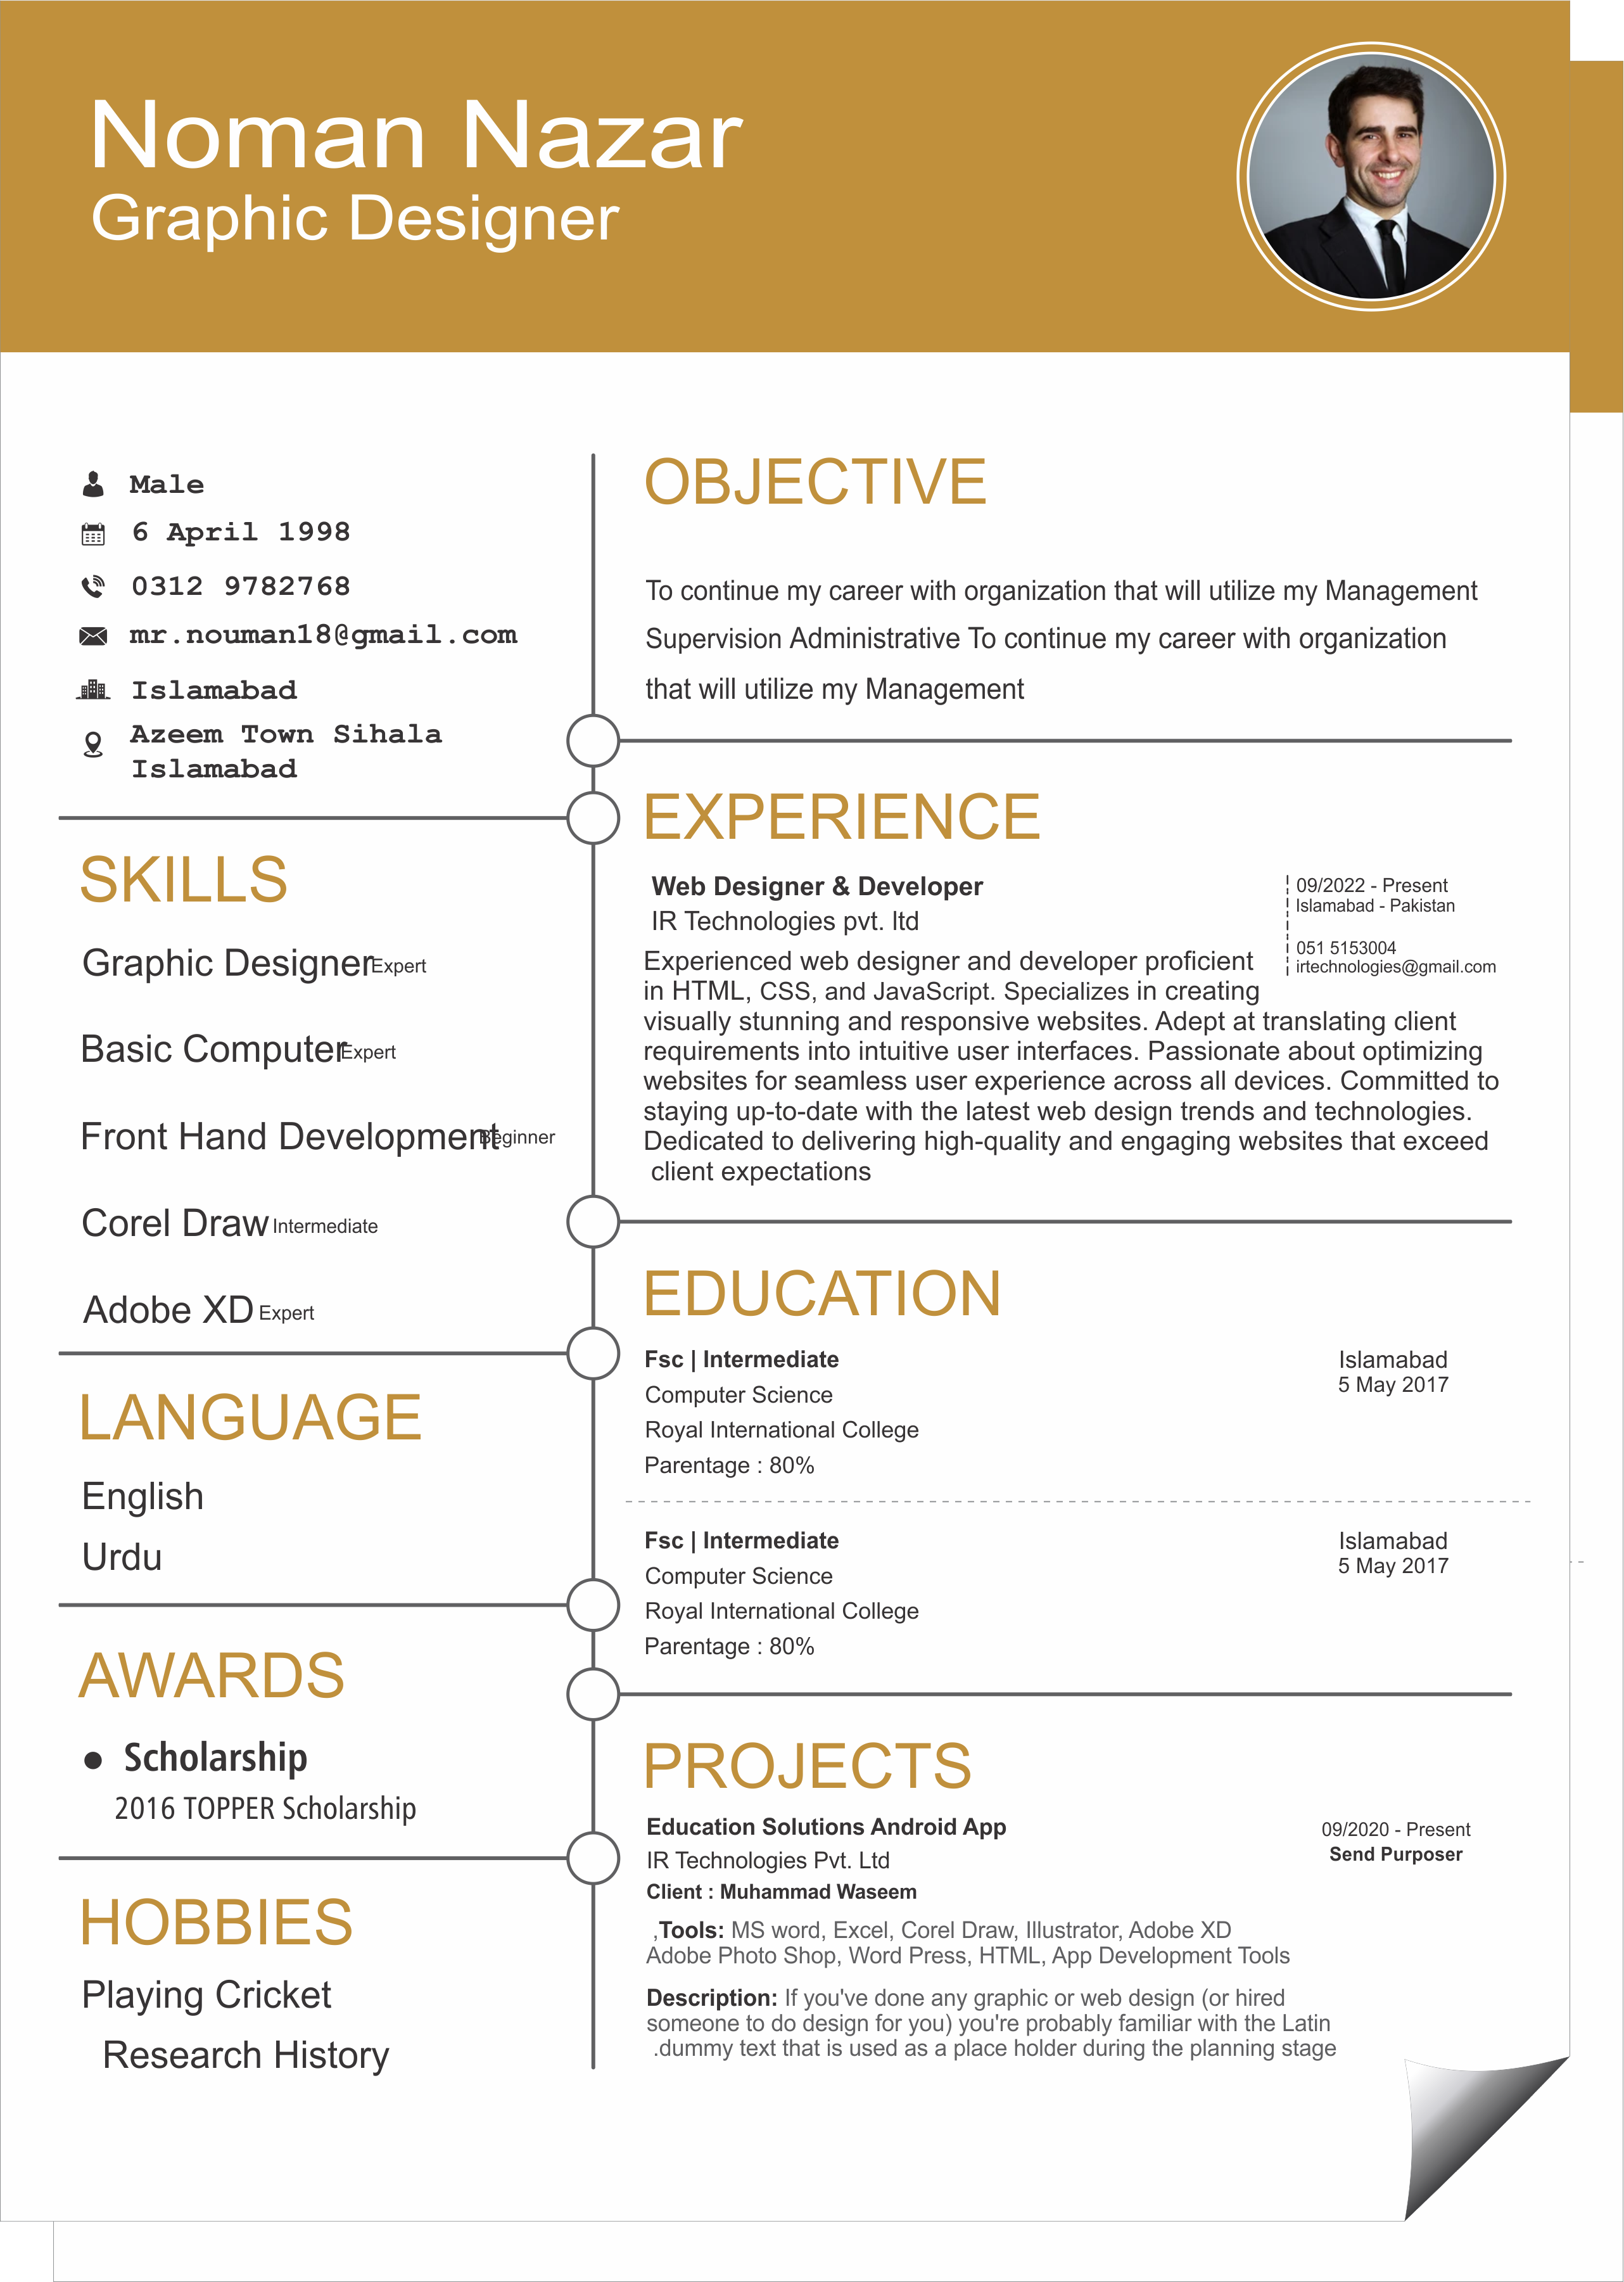 Noman Nazar
Graphic Designer
Male
6 April 1998
0312 9782768
mr.nouman18@gmail.com
Islamabad
Azeem Town Sihala
Islamabad
SKILLS
Graphic Designer Expert
Basic Computer Expert
Front Hand Development Beginner
Corel Draw Intermediate
Adobe XD Expert
LANGUAGE
English
Urdu
AWARDS
• Scholarship
2016 TOPPER Scholarship
HOBBIES
Playing Cricket
Research History
OBJECTIVE
To continue my career with organization that will utilize my Management
Supervision Administrative To continue my career with organization
that will utilize my Management
EXPERIENCE
Web Designer & Developer
IR Technologies pvt. ltd
09/2022 - Present
Islamabad - Pakistan
051 5153004
irtechnologies@gmail.com
Experienced web designer and developer proficient
in HTML, CSS, and JavaScript. Specializes in creating
visually stunning and responsive websites. Adept at translating client
requirements into intuitive user interfaces. Passionate about optimizing
websites for seamless user experience across all devices. Committed to
staying up-to-date with the latest web design trends and technologies.
Dedicated to delivering high-quality and engaging websites that exceed
client expectations
EDUCATION
Fsc | Intermediate
Computer Science
Royal International College
Parentage : 80%
Islamabad
5 May 2017
Fsc | Intermediate
Computer Science
Royal International College
Parentage : 80%
Islamabad
5 May 2017
PROJECTS
Education Solutions Android App
IR Technologies Pvt. Ltd
Client : Muhammad Waseem
09/2020 - Present
Send Purposer
,Tools: MS word, Excel, Corel Draw, Illustrator, Adobe XD
Adobe Photo Shop, Word Press, HTML, App Development Tools
Description: If you've done any graphic or web design (or hired
someone to do design for you) you're probably familiar with the Latin
.dummy text that is used as a place holder during the planning stage